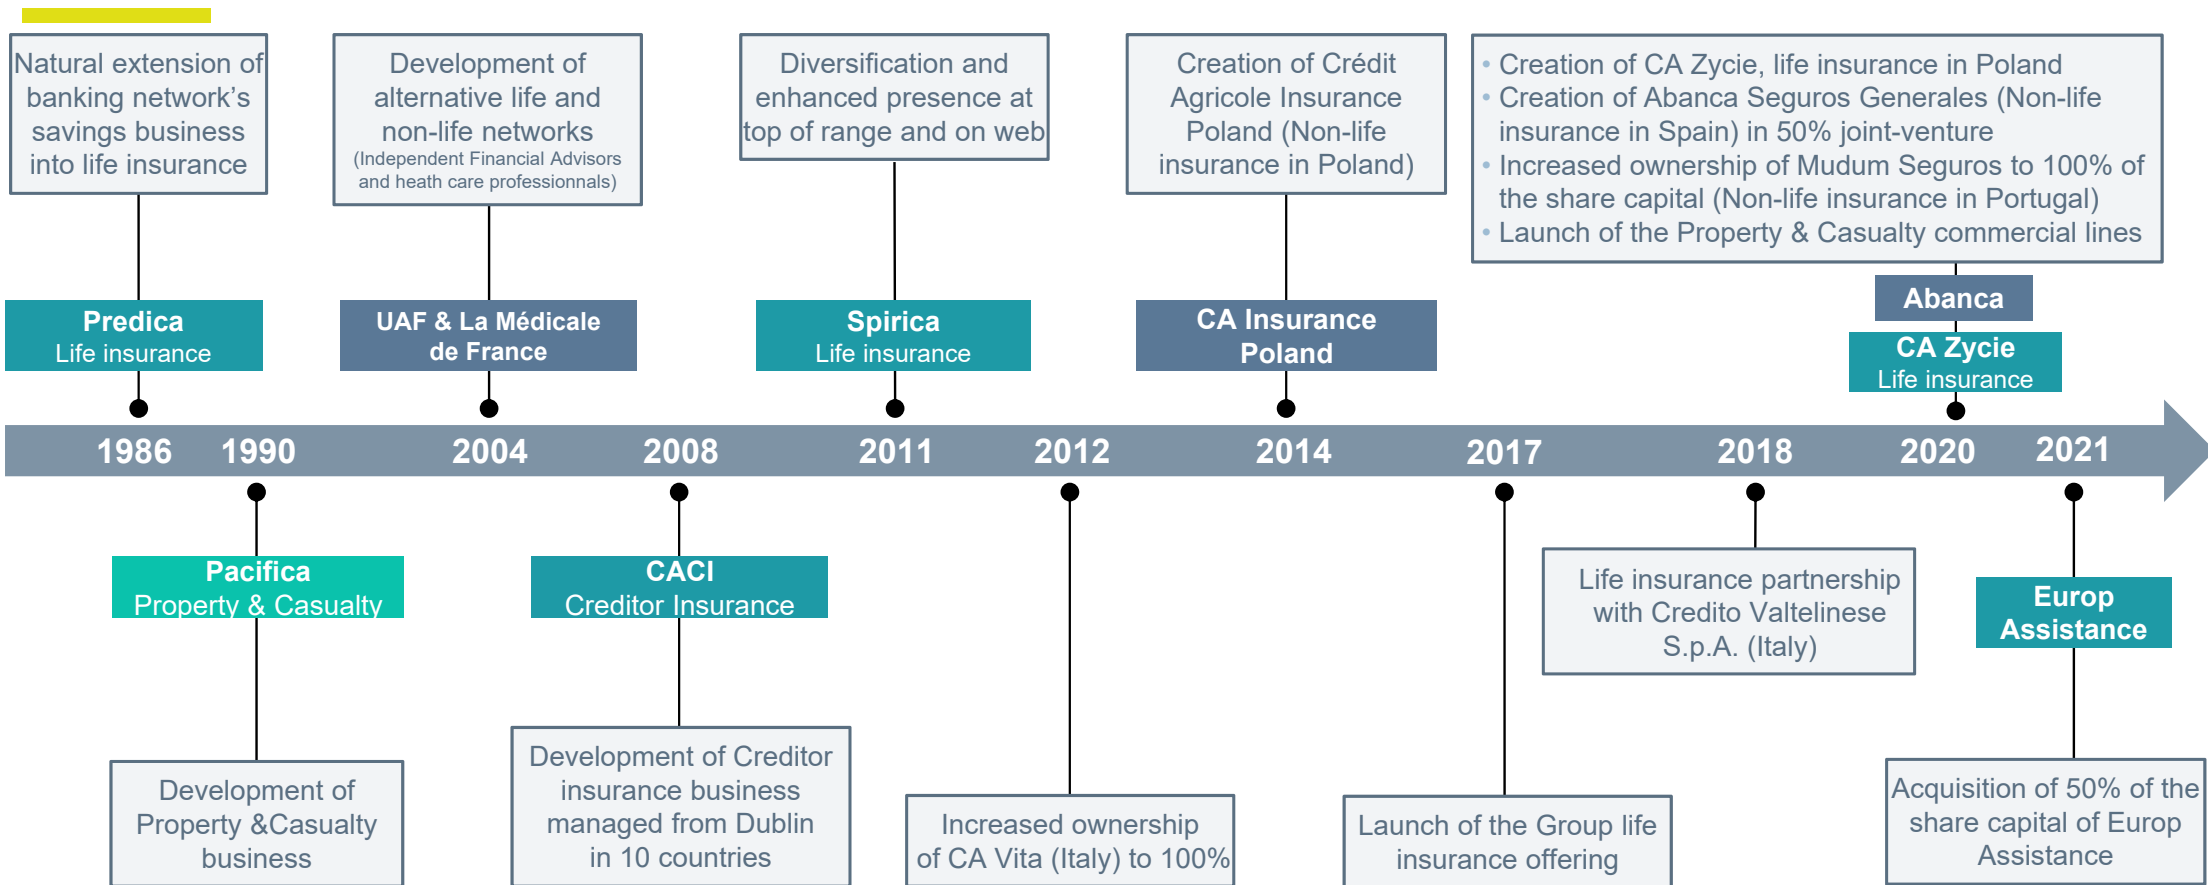 Natural extension of
banking network’s
savings business
into life insurance
Development of
alternative life and
non-life networks
(Independent Financial Advisors
and heath care professionnals)
Diversification and
enhanced presence at
top of range and on web
Creation of Crédit
Agricole Insurance
Poland (Non-life
insurance in Poland)
• Creation of CA Zycie, life insurance in Poland
• Creation of Abanca Seguros Generales (Non-life
insurance in Spain) in 50% joint-venture
• Increased ownership of Mudum Seguros to 100% of
the share capital (Non-life insurance in Portugal)
• Launch of the Property & Casualty commercial lines
Predica
Life insurance
UAF & La Médicale
de France
Spirica
Life insurance
CA Insurance
Poland
Abanca
CA Zycie
Life insurance
1986 1990 2004 2008 2011 2012 2014 2017 2018 2020 2021
Pacifica
Property & Casualty
CACI
Creditor Insurance
Life insurance partnership
with Credito Valtelinese
S.p.A. (Italy)
Europ
Assistance
Development of
Property &Casualty
business
Development of Creditor
insurance business
managed from Dublin
in 10 countries
Increased ownership
of CA Vita (Italy) to 100%
Launch of the Group life
insurance offering
Acquisition of 50% of the
share capital of Europ
Assistance